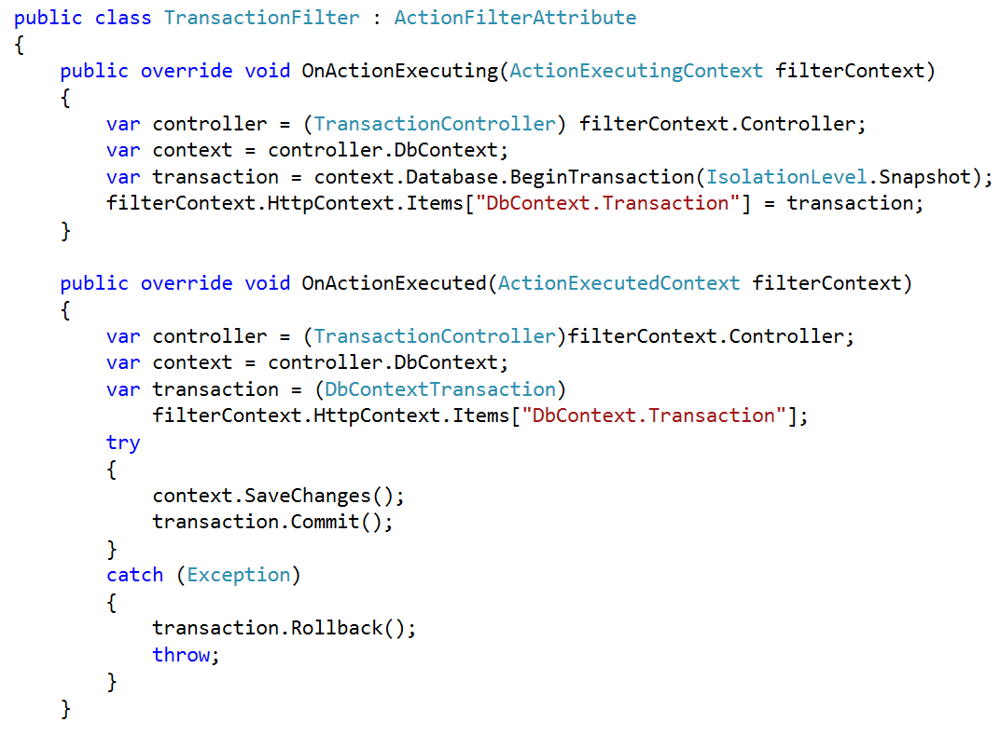 public class TransactionFilter : ActionFilterAttribute
{
    public override void OnActionExecuting(ActionExecutingContext filterContext)
    {
        var controller = (TransactionController) filterContext.Controller;
        var context = controller.DbContext;
        var transaction = context.Database.BeginTransaction(IsolationLevel.Snapshot);
        filterContext.HttpContext.Items["DbContext.Transaction"] = transaction;
    }

    public override void OnActionExecuted(ActionExecutedContext filterContext)
    {
        var controller = (TransactionController)filterContext.Controller;
        var context = controller.DbContext;
        var transaction = (DbContextTransaction)
            filterContext.HttpContext.Items["DbContext.Transaction"];
        try
        {
            context.SaveChanges();
            transaction.Commit();
        }
        catch (Exception)
        {
            transaction.Rollback();
            throw;
        }
    }